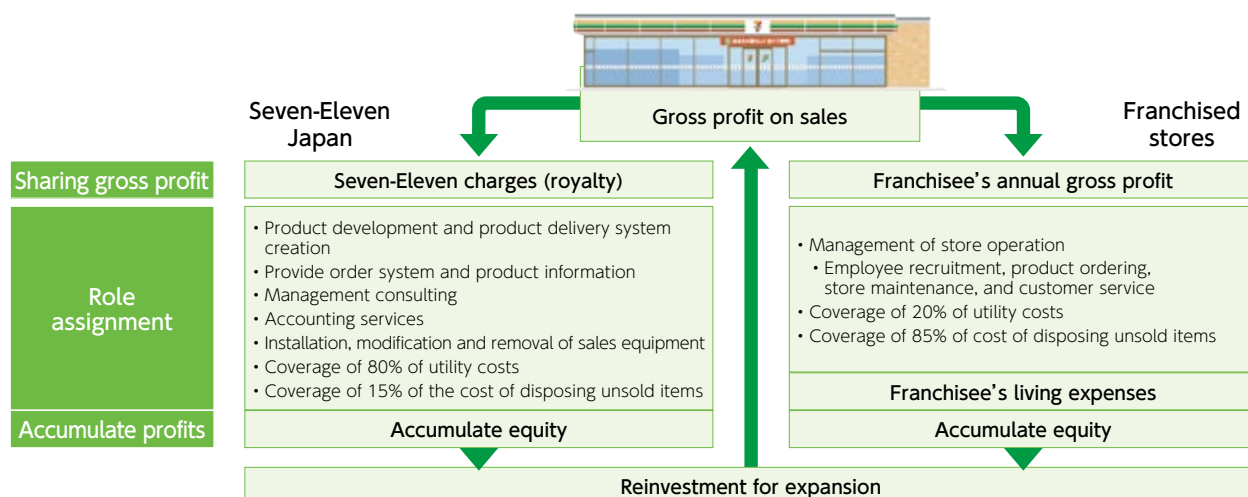 7
Gross profit on sales
Seven-Eleven
Japan
Franchised
stores
Sharing gross profit
Seven-Eleven charges (royalty)
Franchisee's annual gross profit
Role
assignment
• Product development and product delivery system
creation
• Provide order system and product information
• Management consulting
• Accounting services
• Installation, modification and removal of sales equipment
• Coverage of 80% of utility costs
• Coverage of 15% of the cost of disposing unsold items
• Management of store operation
• Employee recruitment, product ordering,
store maintenance, and customer service
• Coverage of 20% of utility costs
• Coverage of 85% of cost of disposing unsold items
Franchisee's living expenses
Accumulate profits
Accumulate equity
Accumulate equity
Reinvestment for expansion